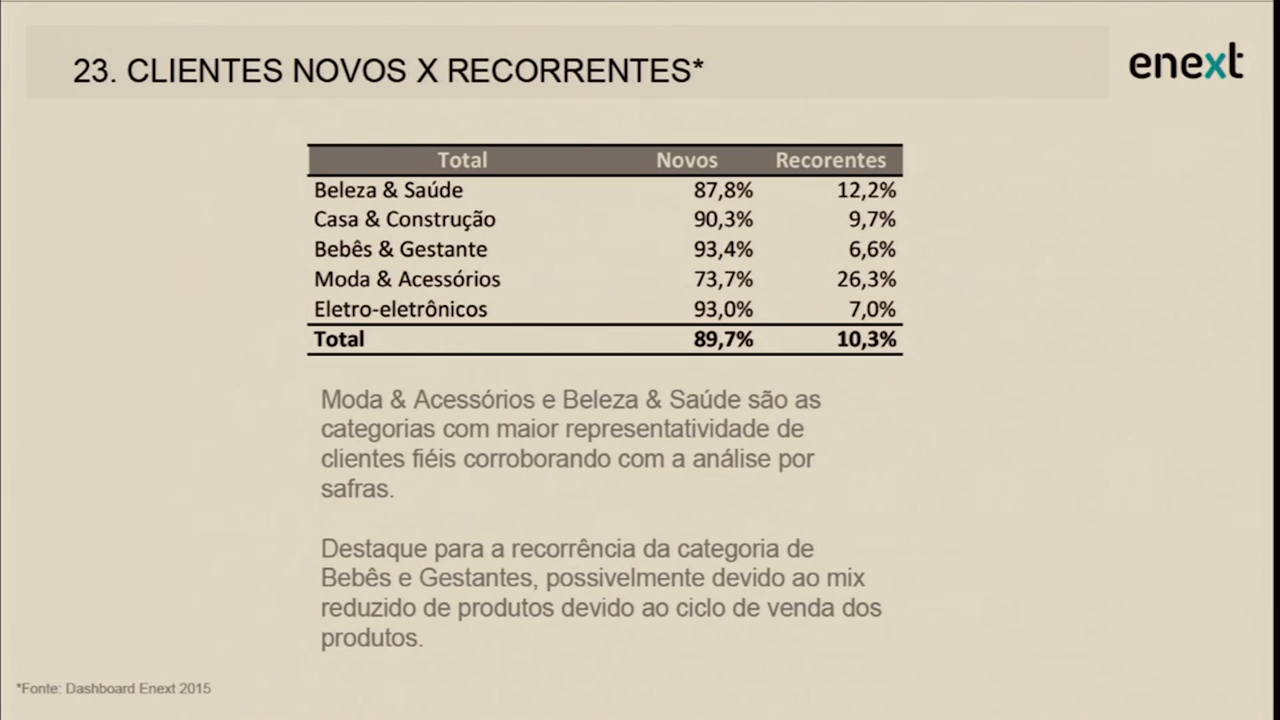 23. CLIENTES NOVOS X RECORRENTES*
enext
Total Novos Recorentes
Beleza & Saúde 87,8% 12,2%
Casa & Construção 90,3% 9,7%
Bebês & Gestante 93,4% 6,6%
Moda & Acessórios 73,7% 26,3%
Eletro-eletrônicos 93,0% 7,0%
Total 89,7% 10,3%
Moda & Acessórios e Beleza & Saúde são as
categorias com maior representatividade de
clientes fiéis corroborando com a análise por
safras.
Destaque para a recorrência da categoria de
Bebês e Gestantes, possivelmente devido ao mix
reduzido de produtos devido ao ciclo de venda dos
produtos.
*Fonte: Dashboard Enext 2015